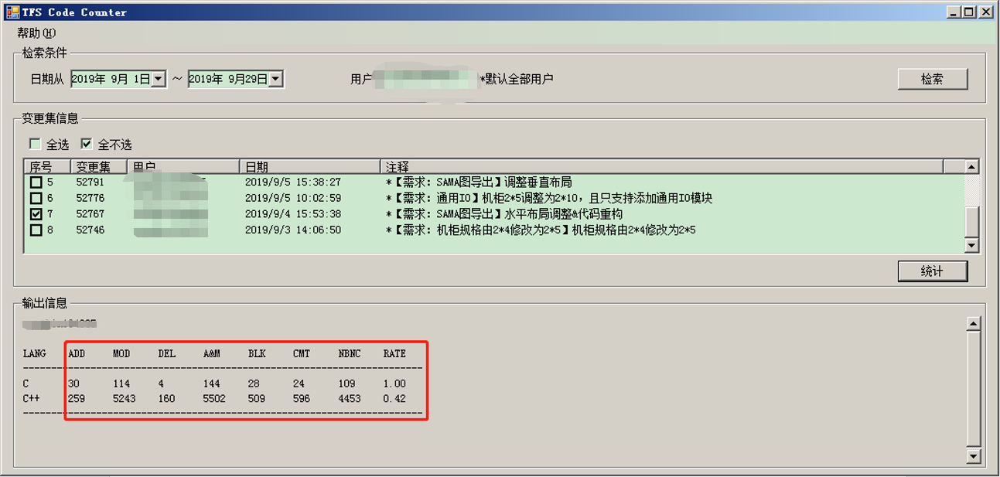 TFS Code Counter
帮助(H)
检索条件
日期从 2019年 9月 1日 ~ 2019年 9月29日 用户 *默认全部用户 检索
变更集信息
全选 全不选
序号 变更集 用户 日期 注释
5 52791 2019/9/5 15:38:27 *【需求: SAMA图导出】调整垂直布局
6 52776 2019/9/5 10:02:59 *【需求: 通用IO】机柜2*5调整为2*10，且只支持添加通用IO模块
7 52767 2019/9/4 15:53:38 *【需求: SAMA图导出】水平布局调整&代码重构
8 52746 2019/9/3 14:06:50 *【需求: 机柜规格由2*4修改为2*5】机柜规格由2*4修改为2*5
统计
输出信息
LANG ADD MOD DEL A&M BLK CMT NBNC RATE
C 30 114 4 144 28 24 109 1.00
C++ 259 5243 160 5502 509 596 4453 0.42